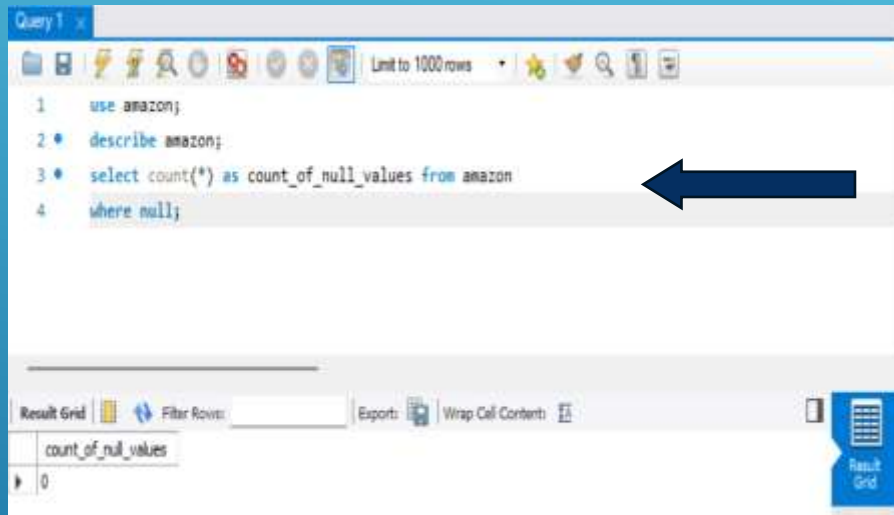 Query 1
Limit to 1000 rows
1 use amazon;
2 describe amazon;
3 select count(*) as count_of_null_values from amazon
4 where null;
Result Grid Filter Rows: Export: Wrap Cell Content:
count_of_null_values
0
Result
Grid